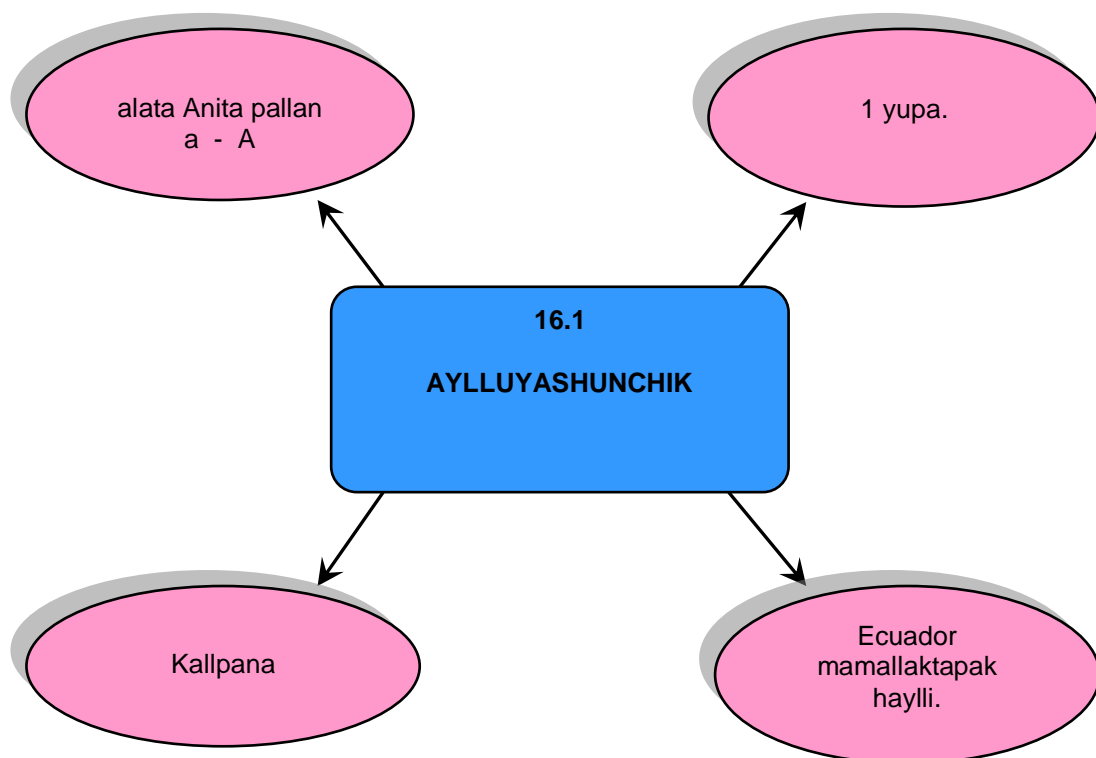 alata Anita pallan
a - A
1 yupa.
16.1
AYLLUYASHUNCHIK
Kallpana
Ecuador
mamallaktapak
haylli.